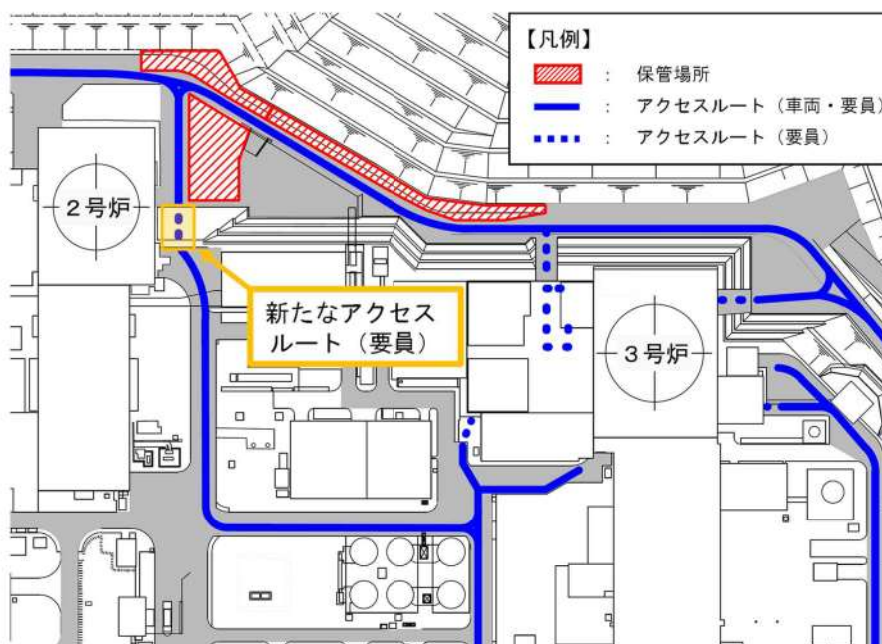 【凡例】
： 保管場所
： アクセスルート（車両・要員）
： アクセスルート（要員）
2号炉
新たなアクセス
ルート（要員）
3号炉